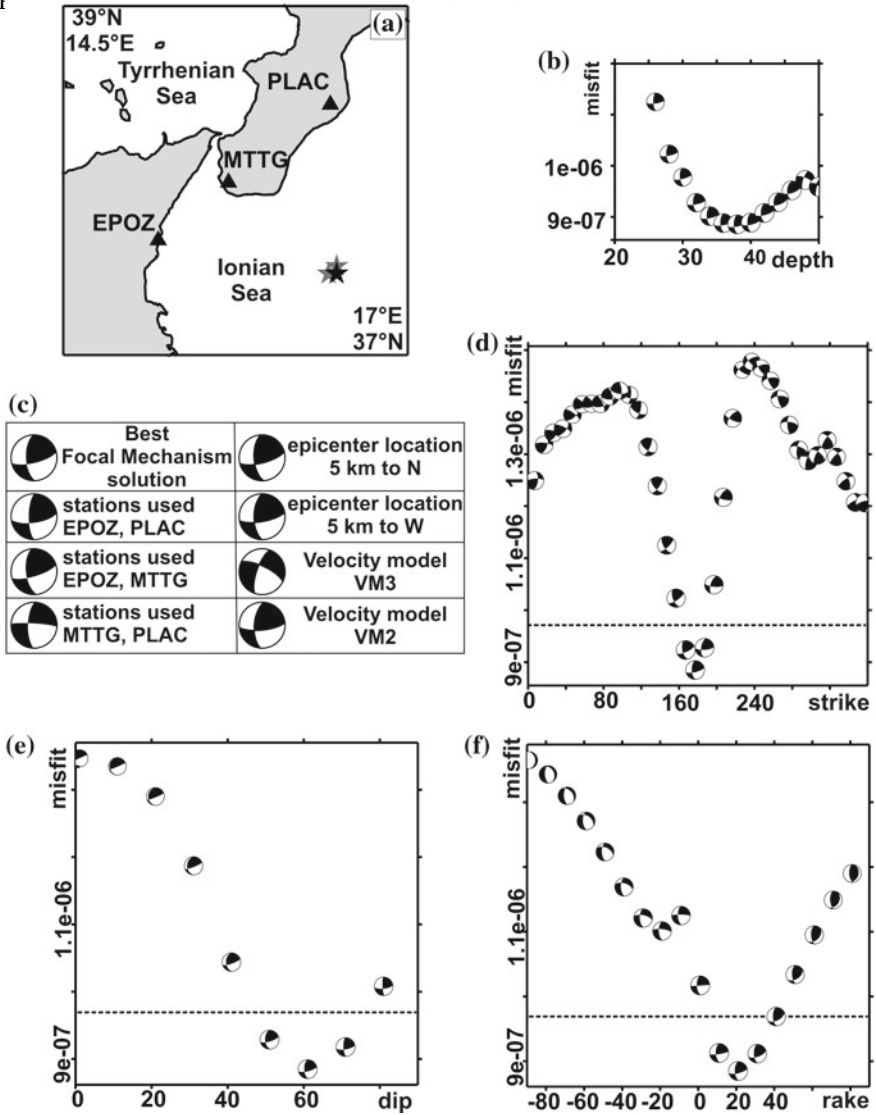 39°N
14.5°E
(a)
Tyrrhenian
Sea
PLAC
MTTG
EPOZ
Ionian
Sea
17°E
37°N
(b)
misfit
1e-06
9e-07
20 30 40 depth
(c)
Best
Focal Mechanism
solution
epicenter location
5 km to N
stations used
EPOZ, PLAC
epicenter location
5 km to W
stations used
EPOZ, MTTG
Velocity model
VM3
stations used
MTTG, PLAC
Velocity model
VM2
(d)
misfit
1.3e-06
1.1e-06
9e-07
0 80 160 240 strike
(e)
misfit
1.1e-06
9e-07
0 20 40 60 dip
(f)
misfit
1.1e-06
9e-07
-80 -60 -40 -20 0 20 40 rake